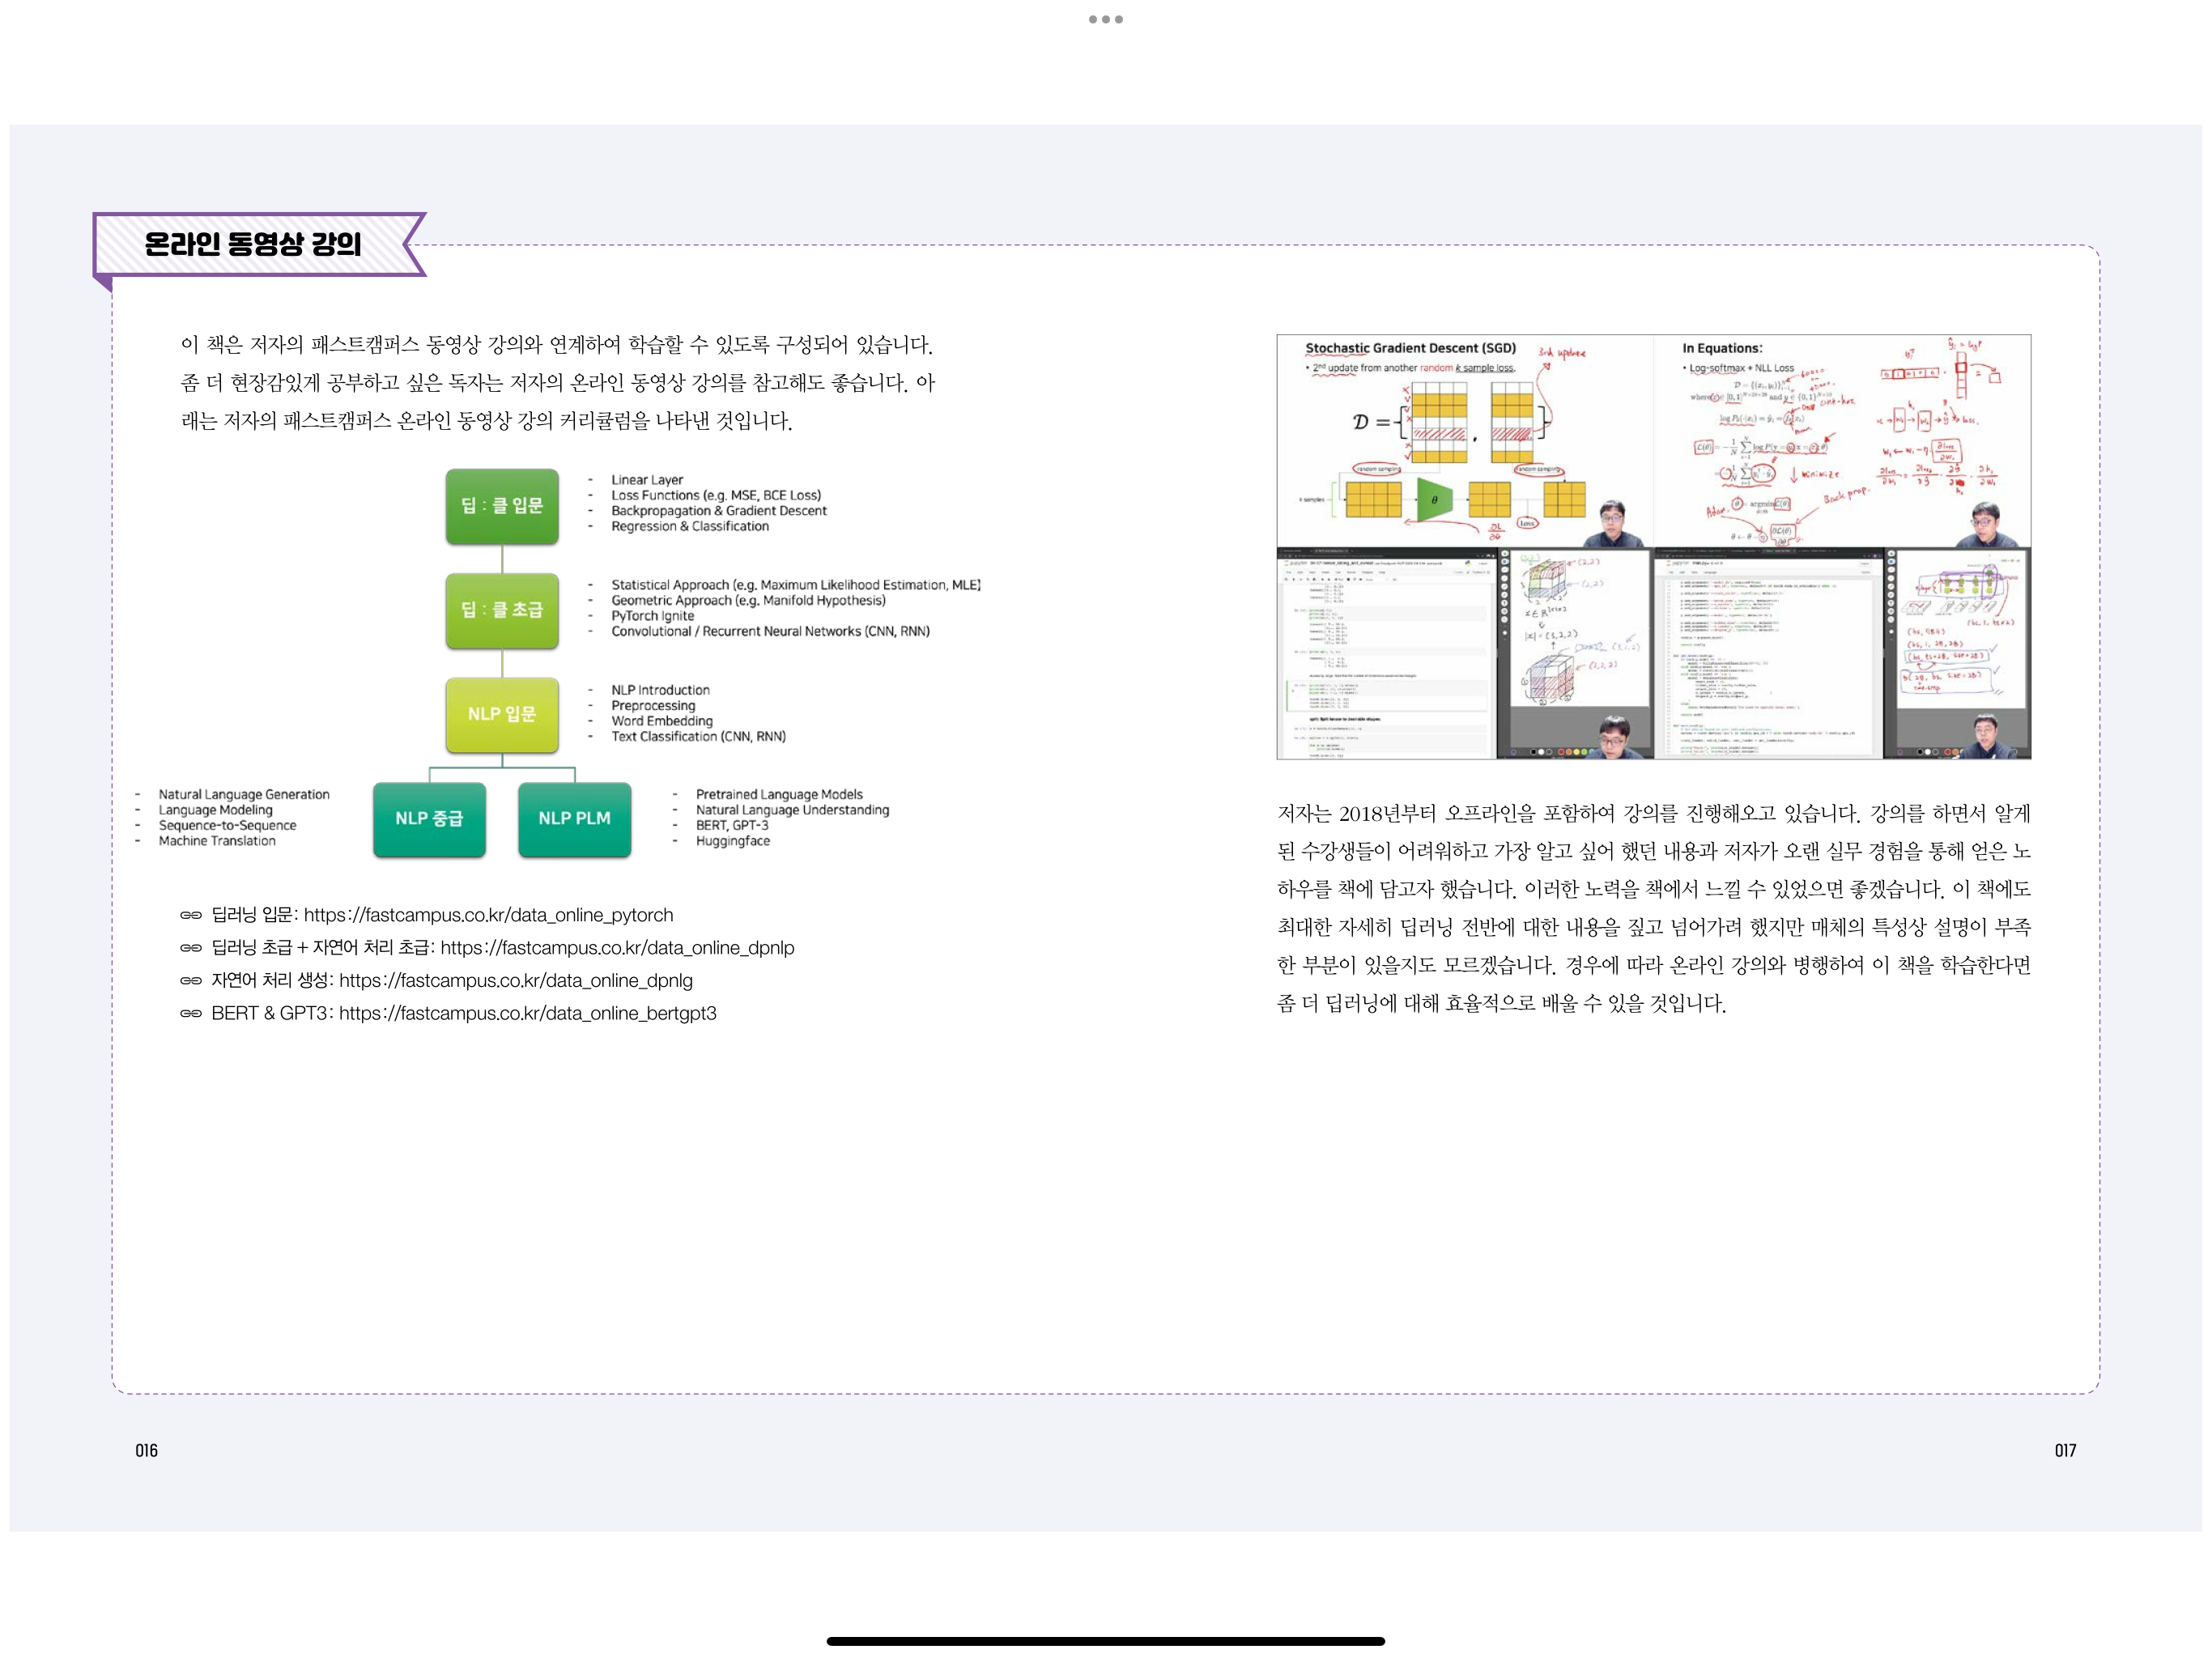 온라인 동영상 강의
이 책은 저자의 패스트캠퍼스 동영상 강의와 연계하여 학습할 수 있도록 구성되어 있습니다.
좀 더 현장감있게 공부하고 싶은 독자는 저자의 온라인 동영상 강의를 참고해도 좋습니다. 아
래는 저자의 패스트캠퍼스 온라인 동영상 강의 커리큘럼을 나타낸 것입니다.
딥 : 클 입문
- Linear Layer
- Loss Functions (e.g. MSE, BCE Loss)
- Backpropagation & Gradient Descent
- Regression & Classification
딥 : 클 초급
- Statistical Approach (e.g. Maximum Likelihood Estimation, MLE)
- Geometric Approach (e.g. Manifold Hypothesis)
- PyTorch Ignite
- Convolutional / Recurrent Neural Networks (CNN, RNN)
NLP 입문
- NLP Introduction
- Preprocessing
- Word Embedding
- Text Classification (CNN, RNN)
- Natural Language Generation
- Language Modeling
- Sequence-to-Sequence
- Machine Translation
NLP 중급
NLP PLM
- Pretrained Language Models
- Natural Language Understanding
- BERT, GPT-3
- Huggingface
딥러닝 입문: https://fastcampus.co.kr/data_online_pytorch
딥러닝 초급 + 자연어 처리 초급: https://fastcampus.co.kr/data_online_dpnlp
자연어 처리 생성: https://fastcampus.co.kr/data_online_dpnlg
BERT & GPT3: https://fastcampus.co.kr/data_online_bertgpt3
016
Stochastic Gradient Descent (SGD)
3rd update
• 2nd update from another random k sample loss.
D =
random sampling
random sampling
k samples
θ
Loss
In Equations:
• Log-softmax + NLL Loss
minimize
Back prop.
Adam
저자는 2018년부터 오프라인을 포함하여 강의를 진행해오고 있습니다. 강의를 하면서 알게
된 수강생들이 어려워하고 가장 알고 싶어 했던 내용과 저자가 오랜 실무 경험을 통해 얻은 노
하우를 책에 담고자 했습니다. 이러한 노력을 책에서 느낄 수 있었으면 좋겠습니다. 이 책에도
최대한 자세히 딥러닝 전반에 대한 내용을 짚고 넘어가려 했지만 매체의 특성상 설명이 부족
한 부분이 있을지도 모르겠습니다. 경우에 따라 온라인 강의와 병행하여 이 책을 학습한다면
좀 더 딥러닝에 대해 효율적으로 배울 수 있을 것입니다.
017